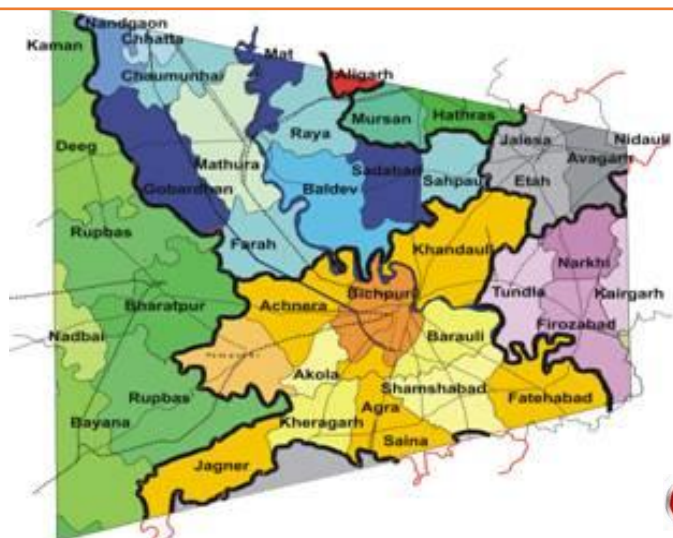 Nandgaon
Kaman
Chhatta
Mat
Chaumunhai
Aligarh
Mursan
Hathras
Raya
Jalesa
Nidauli
Deeg
Mathura
Avagarh
Sadabad
Gobardhan
Baldev
Sahpau
Etah
Rupbas
Farah
Khandauli
Narkhi
Bichpuri
Tundla
Kairgarh
Bharatpur
Achnera
Nadbai
Barauli
Firozabad
Akola
Shamshabad
Rupbas
Agra
Fatehabad
Bayana
Kheragarh
Saina
Jagner